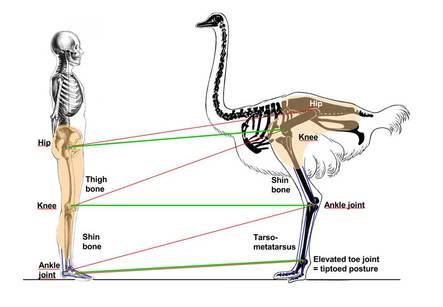 Hip
Thigh
bone
Knee
Shin
bone
Ankle
joint
Hip
Knee
Shin
bone
Ankle joint
Tarso-
metatarsus
Elevated toe joint
= tiptoed posture